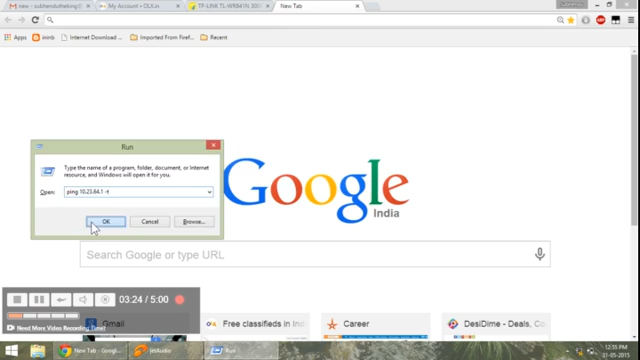 new - subhendutheking@
My Account - OLX.in
TP-LINK TL-WR841N 300
New Tab
Apps
ininb
Internet Download...
Imported From Firef...
Recent
Run
Type the name of a program, folder, document, or Internet
resource, and Windows will open it for you.
Open:
ping 10.23.64.1 -t
OK
Cancel
Browse...
Google
India
Search Google or type URL
03:24 / 5:00
Need More Video Recording Time?
Gmail
Free classifieds in Ind
Career
DesiDime - Deals, Co
New Tab - Googl...
JetAudio
Run
12:55 PM
31-05-2015